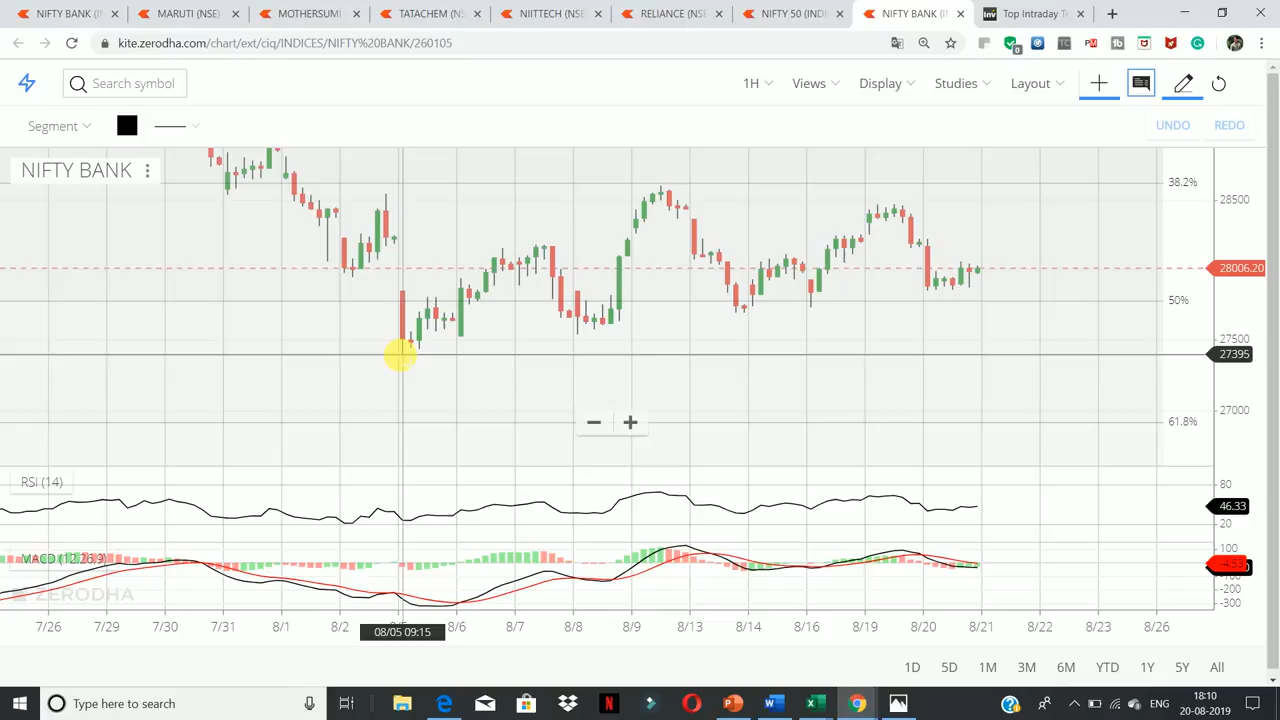 NIFTY BANK (IN
MARUTI (NSE)
MOTHERSUMI
TATACHEM (NS
NIITTECH (NSE
RELIANCE (NSE
NIFTY 50 (INDI
NIFTY BANK (I
Top Intraday To
kite.zerodha.com/chart/ext/ciq/INDICES/NIFTY%20BANK/260105
Search symbol
1H
Views
Display
Studies
Layout
Segment
UNDO
REDO
NIFTY BANK
38.2%
28500
28006.20
50%
27500
27395
27000
61.8%
RSI (14)
80
46.33
20
MACD (12,26,9)
100
-4.53
-200
-300
ZERODHA
7/26 7/29 7/30 7/31 8/1 8/2 8/6 8/7 8/8 8/9 8/13 8/14 8/16 8/19 8/20 8/21 8/22 8/23 8/26
08/05 09:15
1D 5D 1M 3M 6M YTD 1Y 5Y All
Type here to search
ENG
18:10
20-08-2019